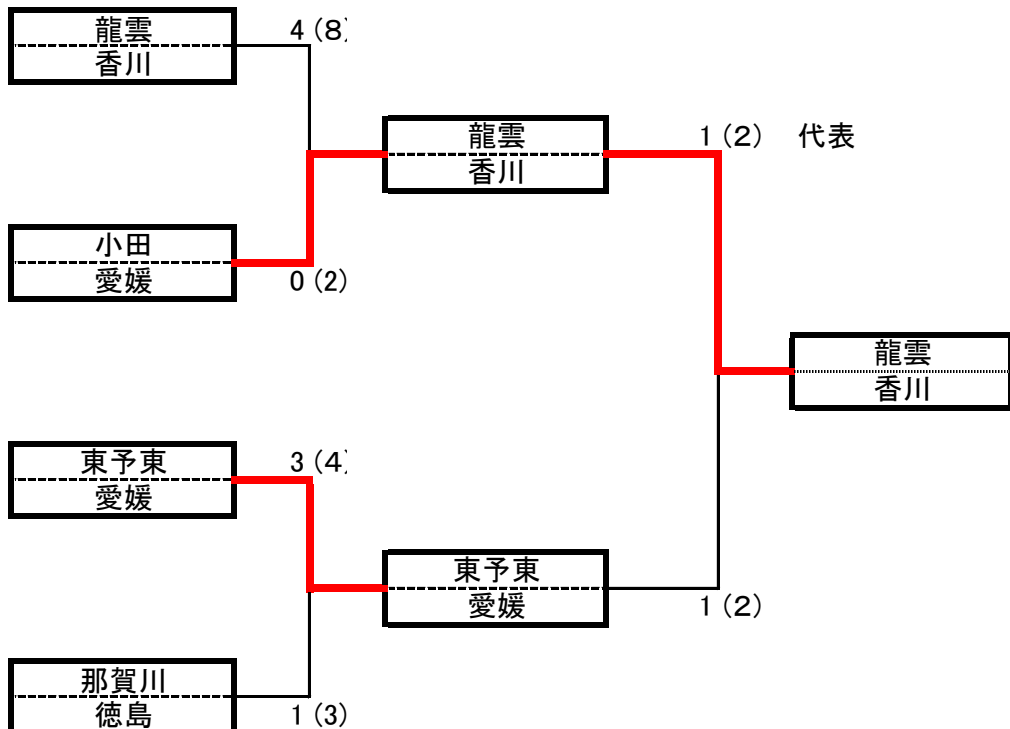 龍雲
香川
4(8)
龍雲
香川
1(2) 代表
小田
愛媛
0(2)
龍雲
香川
東予東
愛媛
3(4)
東予東
愛媛
1(2)
那賀川
徳島
1(3)